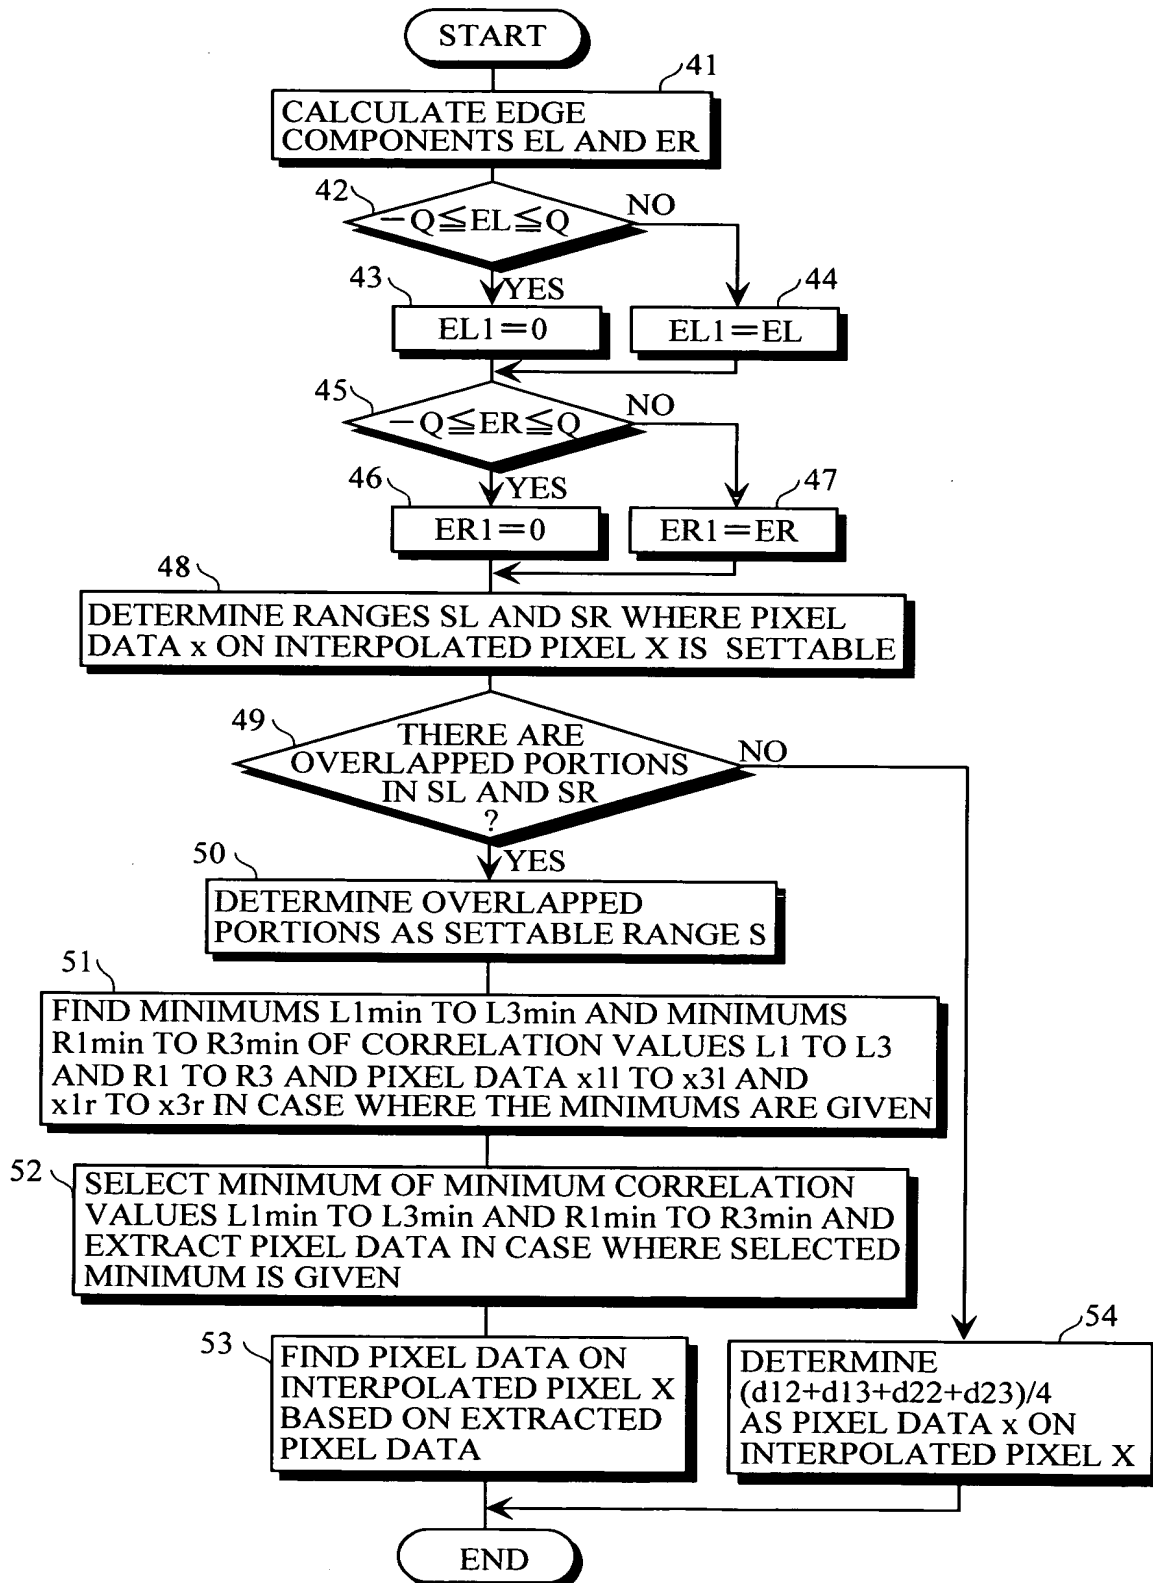 START
41
CALCULATE EDGE
COMPONENTS EL AND ER
42
－Q≦EL≦Q
NO
YES
43
EL1＝0
44
EL1＝EL
45
－Q≦ER≦Q
NO
YES
46
ER1＝0
47
ER1＝ER
48
DETERMINE RANGES SL AND SR WHERE PIXEL
DATA x ON INTERPOLATED PIXEL X IS SETTABLE
49
THERE ARE
OVERLAPPED PORTIONS
IN SL AND SR
?
NO
YES
50
DETERMINE OVERLAPPED
PORTIONS AS SETTABLE RANGE S
51
FIND MINIMUMS L1min TO L3min AND MINIMUMS
R1min TO R3min OF CORRELATION VALUES L1 TO L3
AND R1 TO R3 AND PIXEL DATA x1l TO x3l AND
x1r TO x3r IN CASE WHERE THE MINIMUMS ARE GIVEN
52
SELECT MINIMUM OF MINIMUM CORRELATION
VALUES L1min TO L3min AND R1min TO R3min AND
EXTRACT PIXEL DATA IN CASE WHERE SELECTED
MINIMUM IS GIVEN
53
FIND PIXEL DATA ON
INTERPOLATED PIXEL X
BASED ON EXTRACTED
PIXEL DATA
54
DETERMINE
(d12+d13+d22+d23)/4
AS PIXEL DATA x ON
INTERPOLATED PIXEL X
END